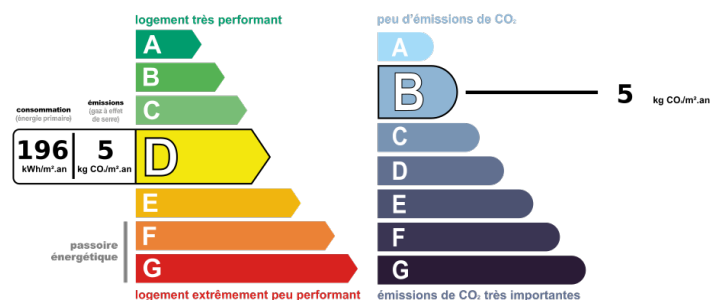 logement très performant
A
B
consommation
(énergie primaire)
émissions
(gaz à effet
de serre)
C
196
kWh/m².an
5
kg CO₂/m².an
D
E
F
G
passoire
énergétique
logement extrêmement peu performant
peu d'émissions de CO₂
A
B
5
kg CO₂/m².an
C
D
E
F
G
émissions de CO₂ très importantes